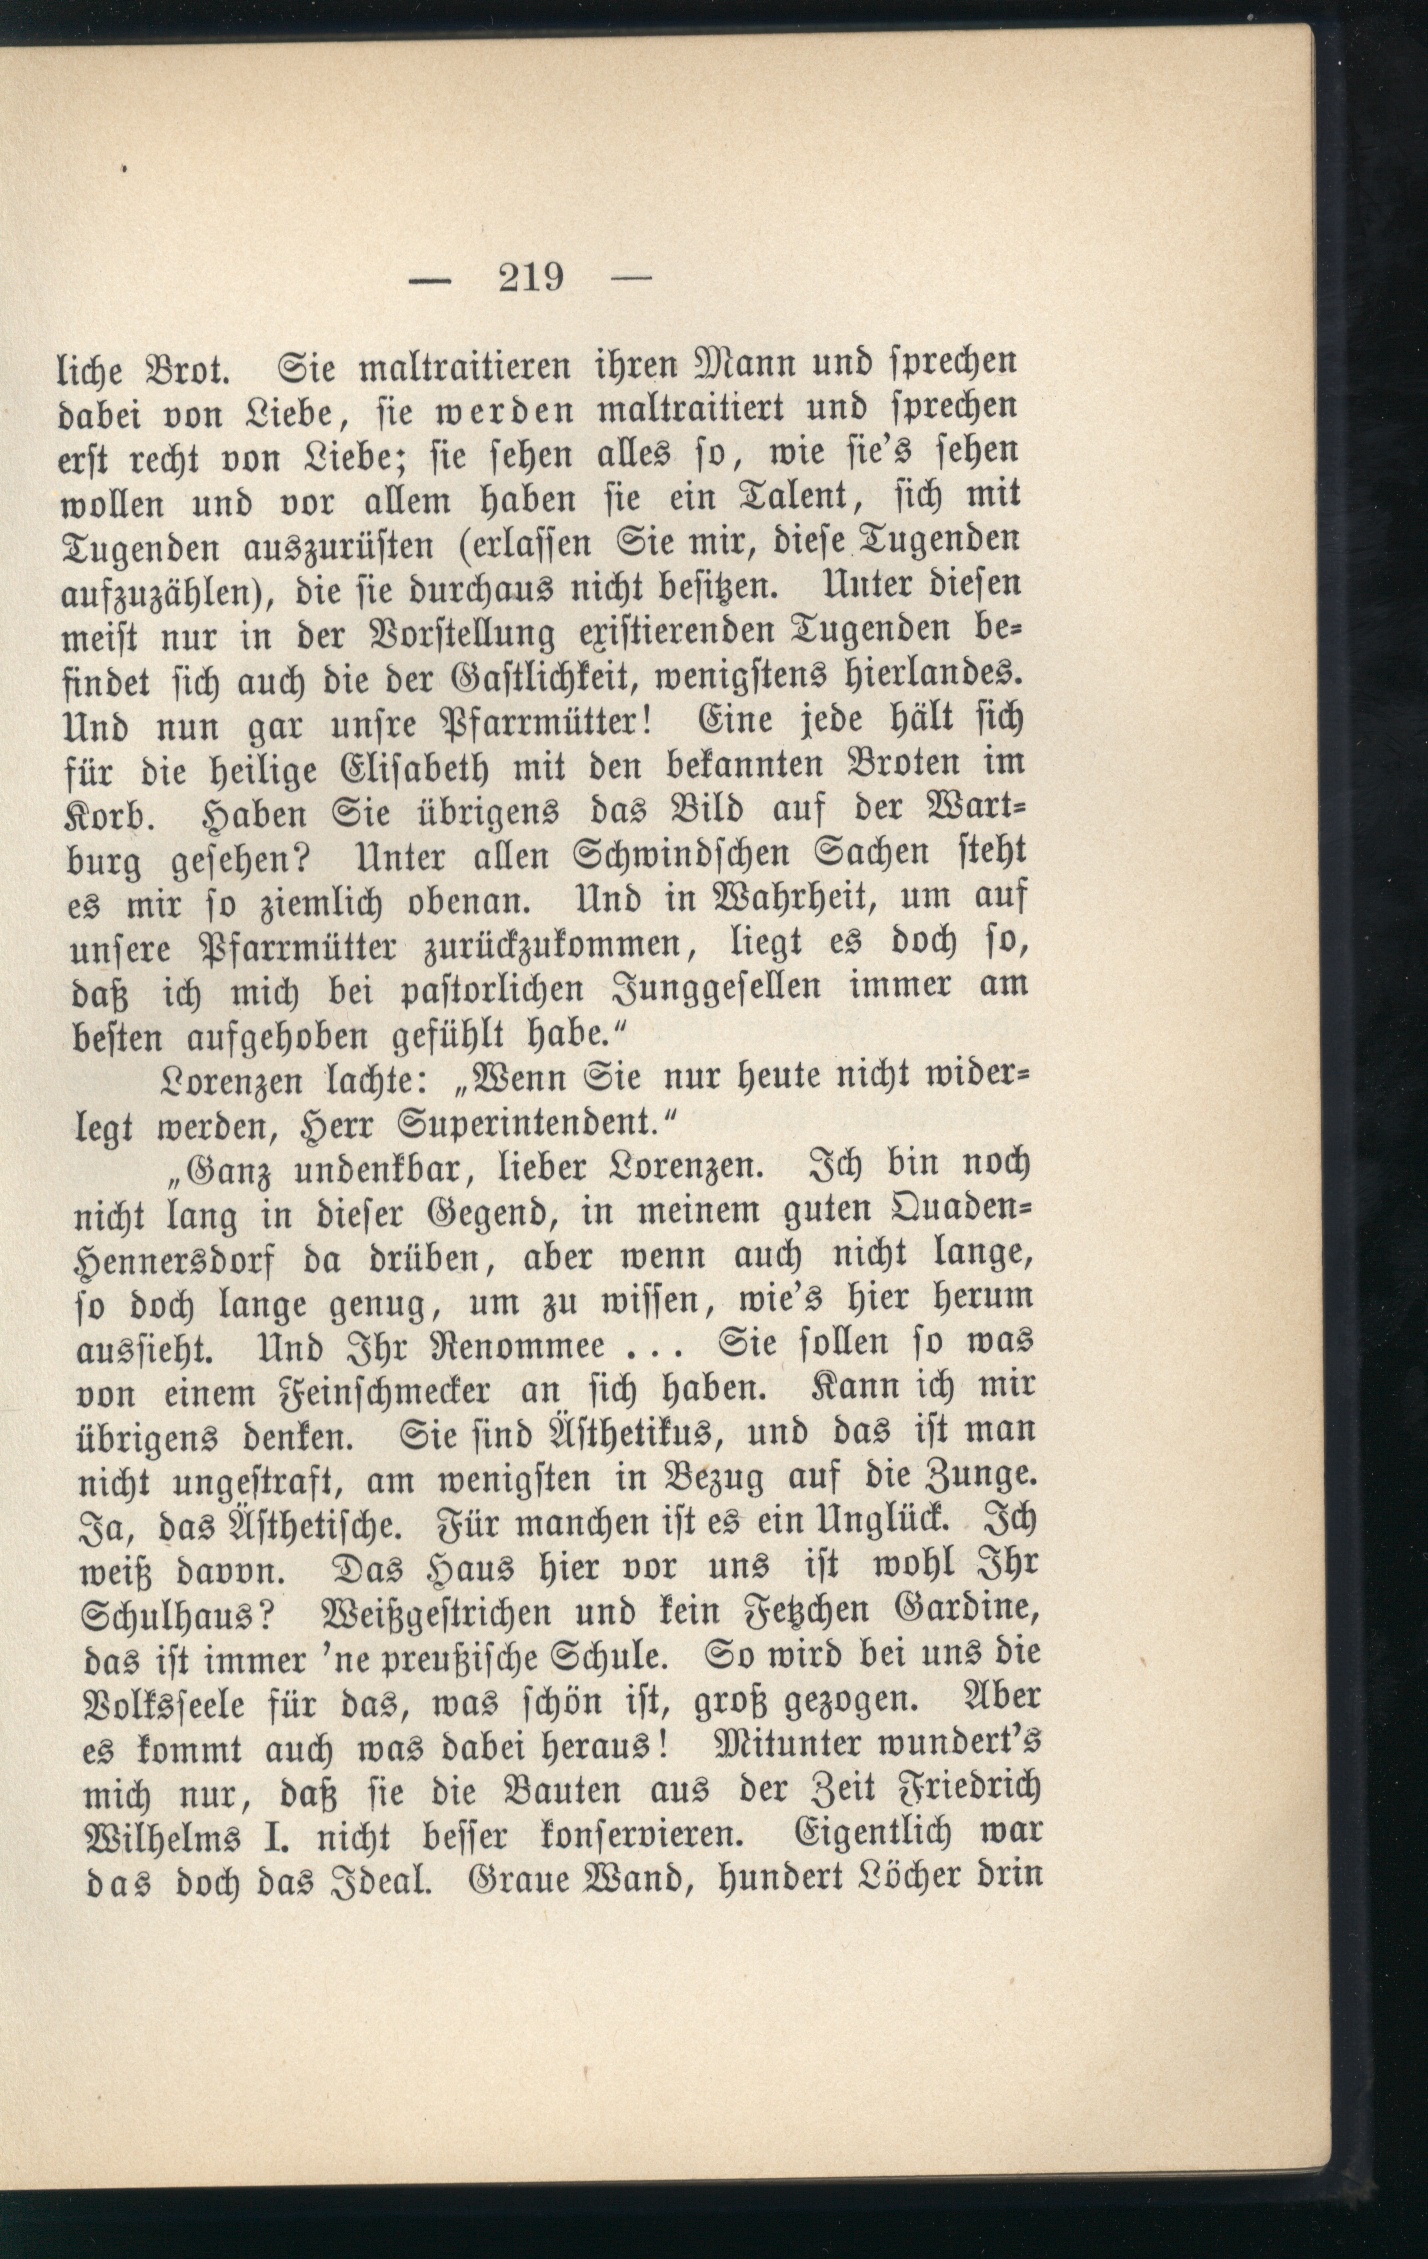 — 219 —
liche Brot. Sie maltraitieren ihren Mann und sprechen
dabei von Liebe, sie werden maltraitiert und sprechen
erst recht von Liebe; sie sehen alles so, wie sie's sehen
wollen und vor allem haben sie ein Talent, sich mit
Tugenden auszurüsten (erlassen Sie mir, diese Tugenden
aufzuzählen), die sie durchaus nicht besitzen. Unter diesen
meist nur in der Vorstellung existierenden Tugenden be-
findet sich auch die der Gastlichkeit, wenigstens hierlandes.
Und nun gar unsre Pfarrmütter! Eine jede hält sich
für die heilige Elisabeth mit den bekannten Broten im
Korb. Haben Sie übrigens das Bild auf der Wart-
burg gesehen? Unter allen Schwindschen Sachen steht
es mir so ziemlich obenan. Und in Wahrheit, um auf
unsere Pfarrmütter zurückzukommen, liegt es doch so,
daß ich mich bei pastorlichen Junggesellen immer am
besten aufgehoben gefühlt habe.“
Lorenzen lachte: „Wenn Sie nur heute nicht wider-
legt werden, Herr Superintendent.“
„Ganz undenkbar, lieber Lorenzen. Ich bin noch
nicht lang in dieser Gegend, in meinem guten Quaden-
Hennersdorf da drüben, aber wenn auch nicht lange,
so doch lange genug, um zu wissen, wie's hier herum
aussieht. Und Ihr Renommee ... Sie sollen so was
von einem Feinschmecker an sich haben. Kann ich mir
übrigens denken. Sie sind Ästhetikus, und das ist man
nicht ungestraft, am wenigsten in Bezug auf die Zunge.
Ja, das Ästhetische. Für manchen ist es ein Unglück. Ich
weiß davvn. Das Haus hier vor uns ist wohl Ihr
Schulhaus? Weißgestrichen und kein Fetzchen Gardine,
das ist immer 'ne preußische Schule. So wird bei uns die
Volksseele für das, was schön ist, groß gezogen. Aber
es kommt auch was dabei heraus! Mitunter wundert's
mich nur, daß sie die Bauten aus der Zeit Friedrich
Wilhelms I. nicht besser konservieren. Eigentlich war
das doch das Ideal. Graue Wand, hundert Löcher drin